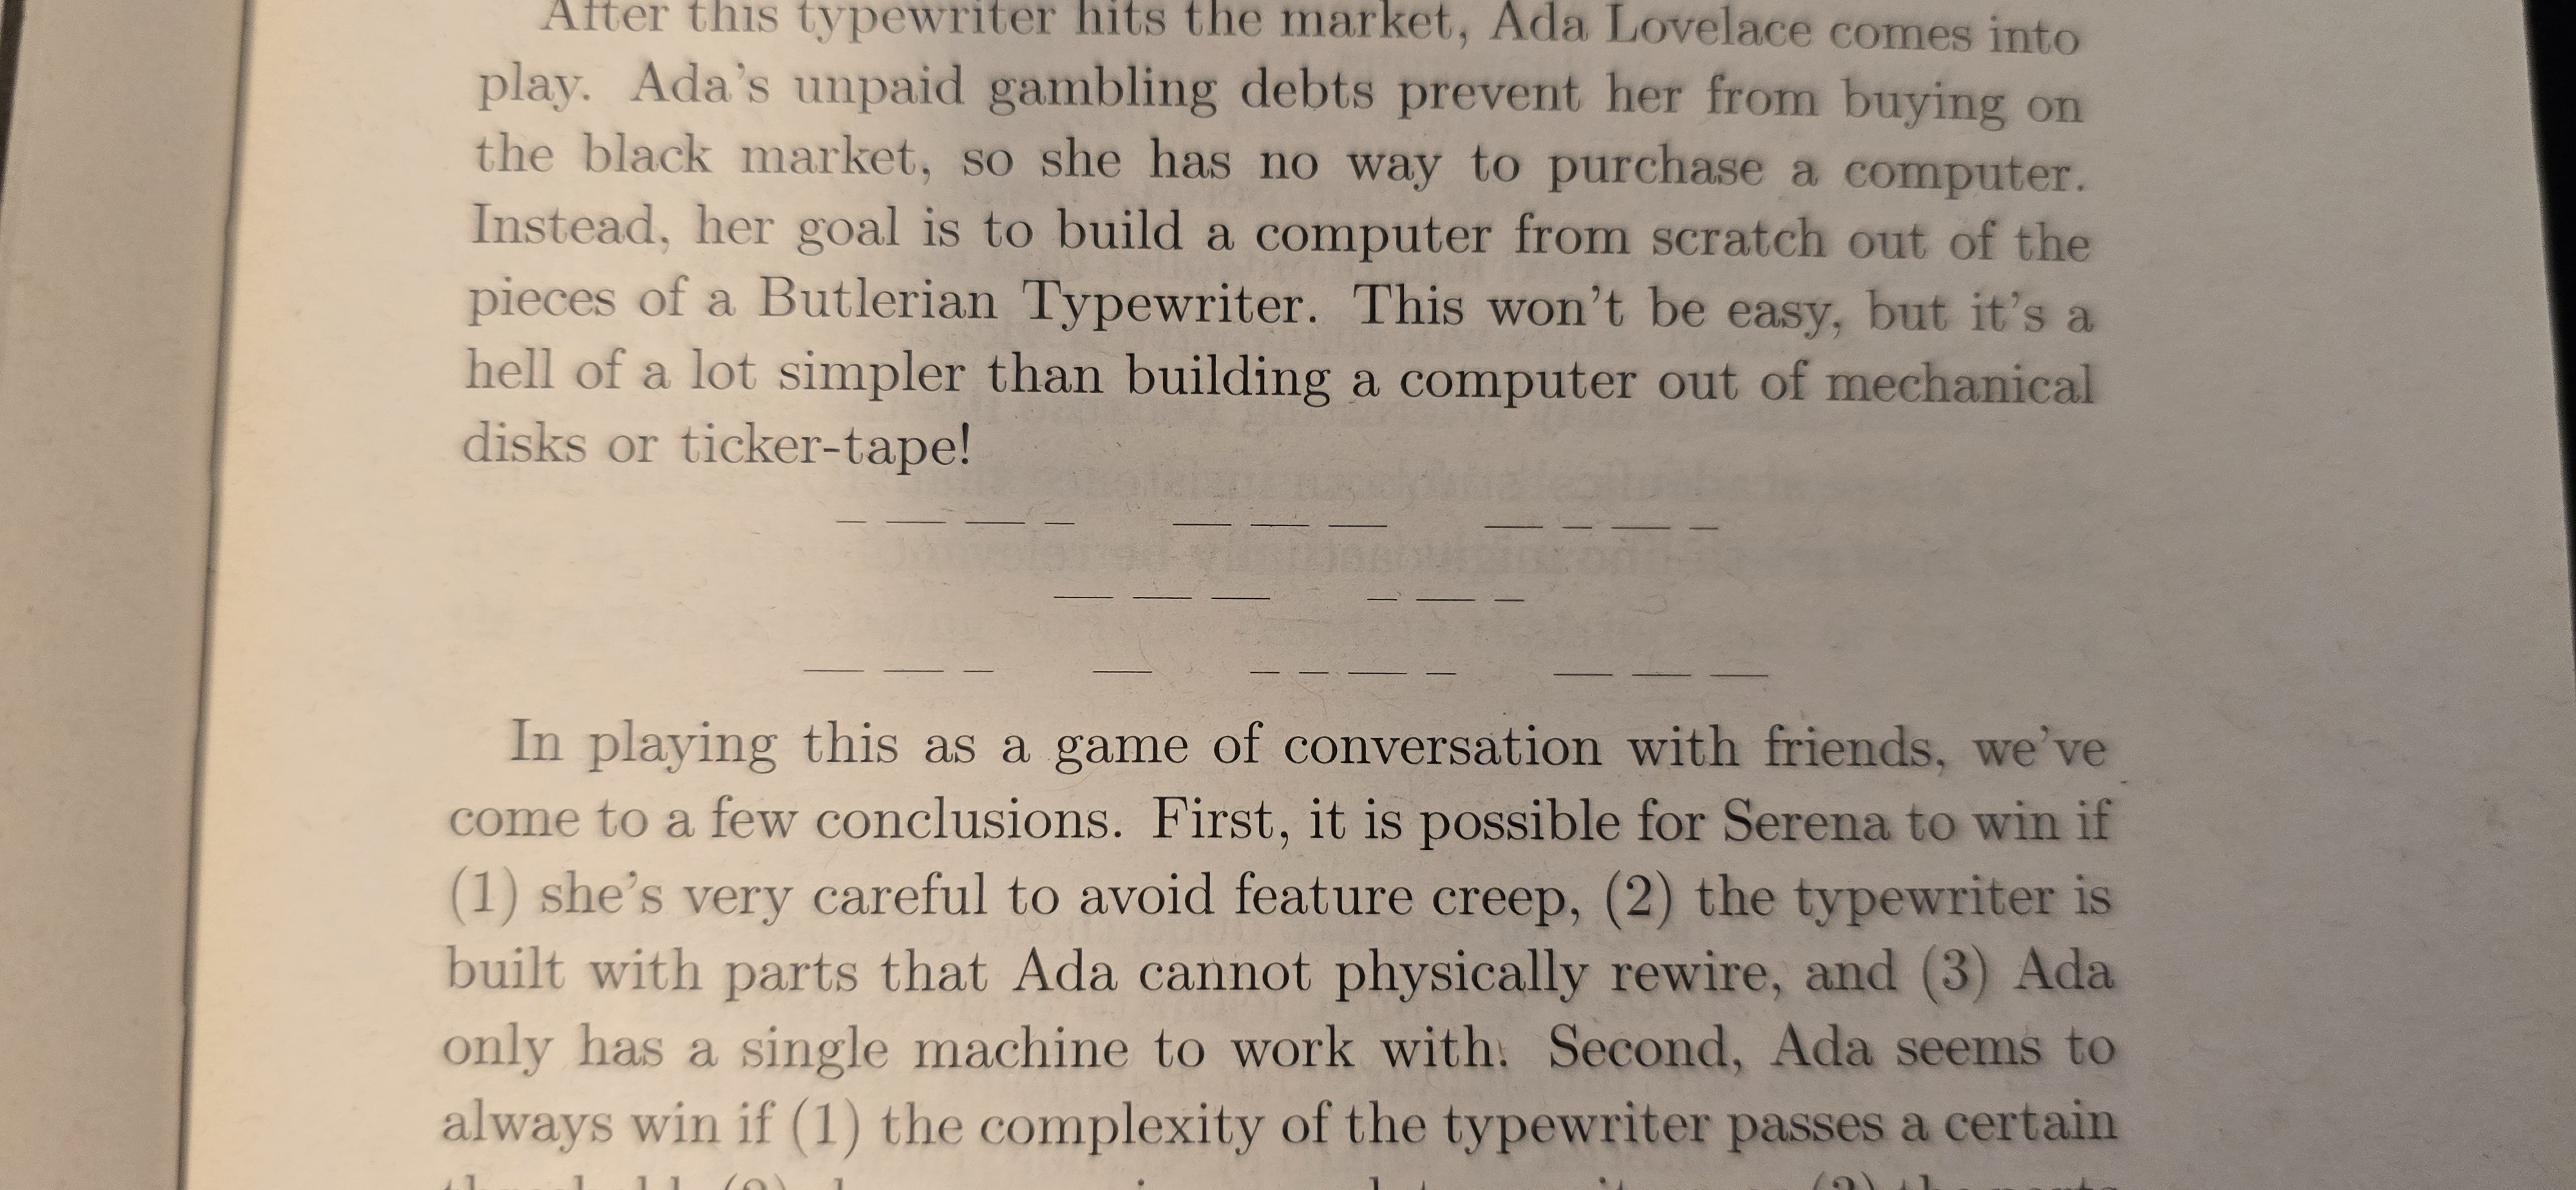 After this typewriter hits the market, Ada Lovelace comes into
play. Ada's unpaid gambling debts prevent her from buying on
the black market, so she has no way to purchase a computer.
Instead, her goal is to build a computer from scratch out of the
pieces of a Butlerian Typewriter. This won't be easy, but it's a
hell of a lot simpler than building a computer out of mechanical
disks or ticker-tape!
– — — – — — — — – — –
— — — – — –
— — – — – – — – — — —
In playing this as a game of conversation with friends, we've
come to a few conclusions. First, it is possible for Serena to win if
(1) she's very careful to avoid feature creep, (2) the typewriter is
built with parts that Ada cannot physically rewire, and (3) Ada
only has a single machine to work with. Second, Ada seems to
always win if (1) the complexity of the typewriter passes a certain